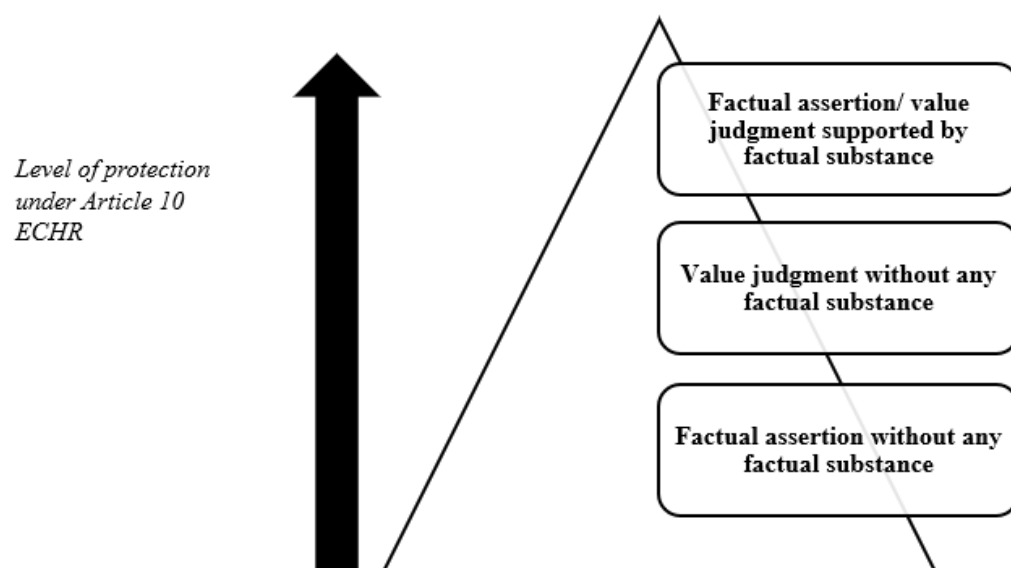 Level of protection
under Article 10
ECHR
Factual assertion/ value
judgment supported by
factual substance
Value judgment without any
factual substance
Factual assertion without any
factual substance